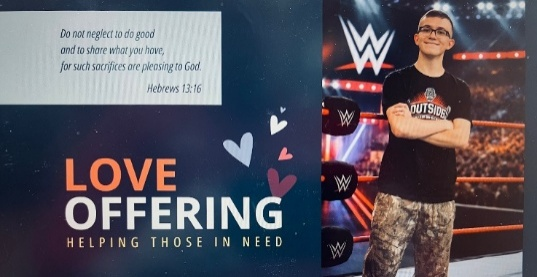 Do not neglect to do good
and to share what you have,
for such sacrifices are pleasing to God.
Hebrews 13:16
LOVE
OFFERING
HELPING THOSE IN NEED
W
OUTSIDE
W
W
W